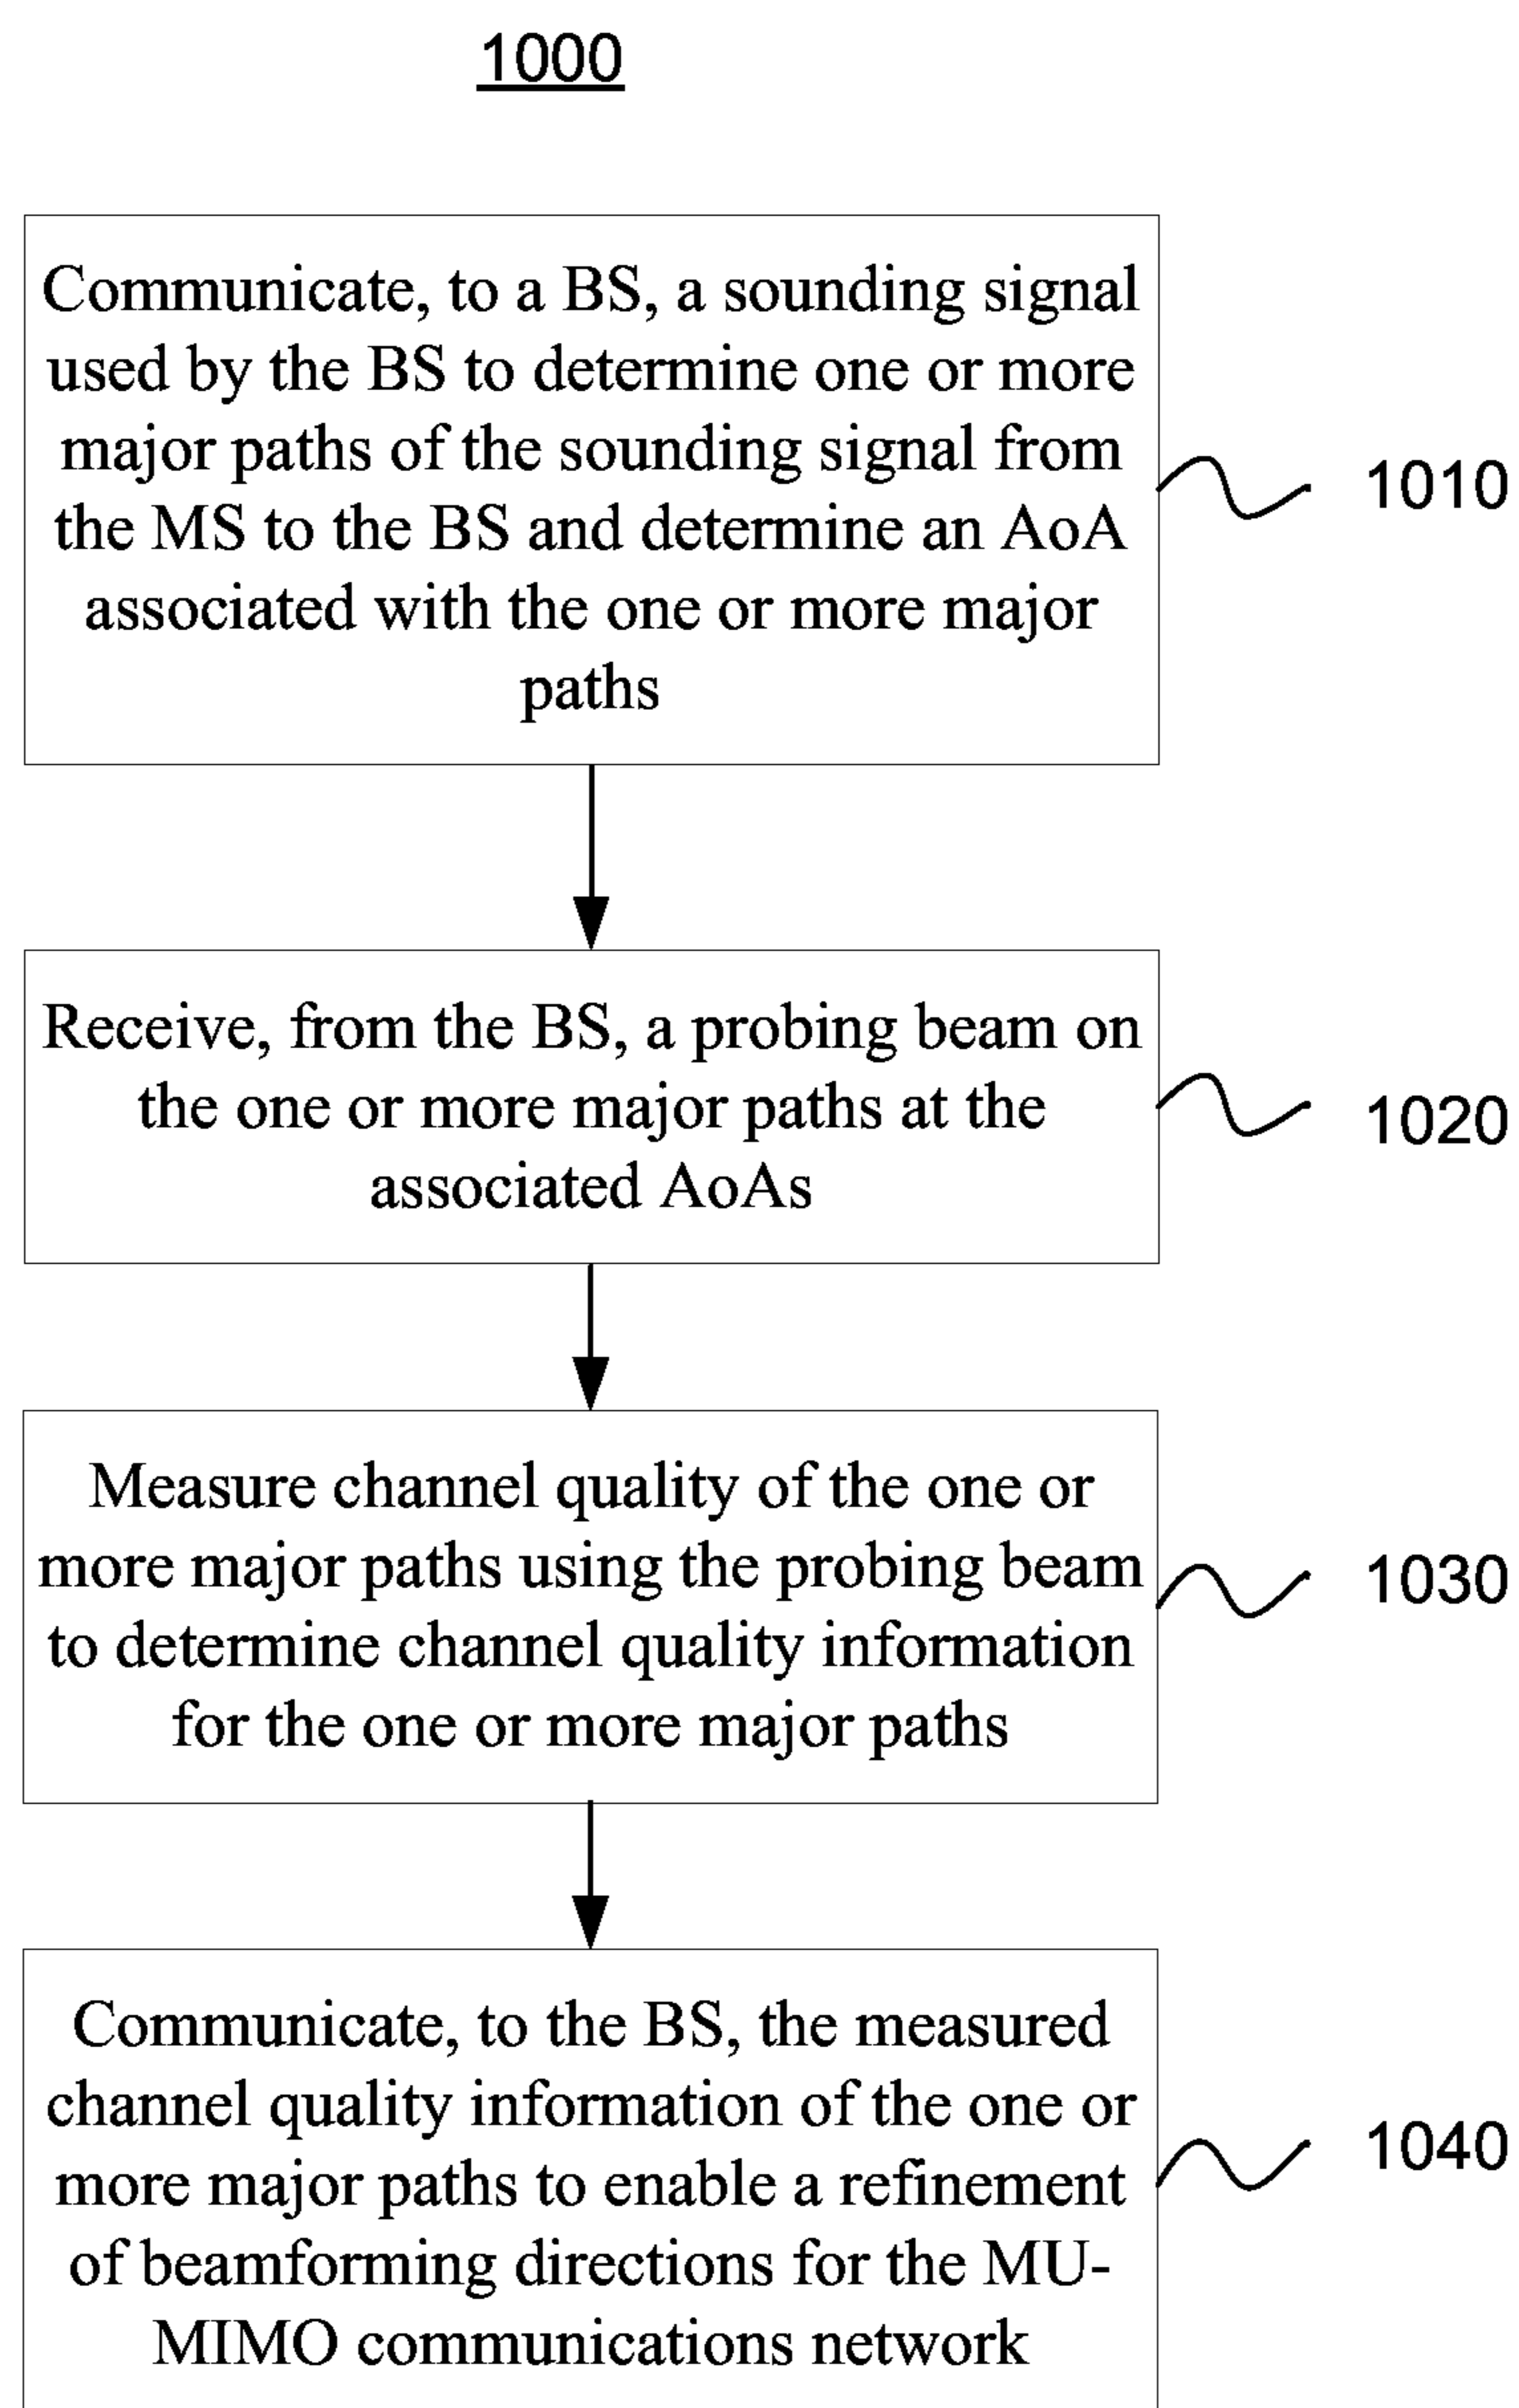 1000
Communicate, to a BS, a sounding signal
used by the BS to determine one or more
major paths of the sounding signal from
the MS to the BS and determine an AoA
associated with the one or more major
paths
1010
Receive, from the BS, a probing beam on
the one or more major paths at the
associated AoAs
1020
Measure channel quality of the one or
more major paths using the probing beam
to determine channel quality information
for the one or more major paths
1030
Communicate, to the BS, the measured
channel quality information of the one or
more major paths to enable a refinement
of beamforming directions for the MU-
MIMO communications network
1040